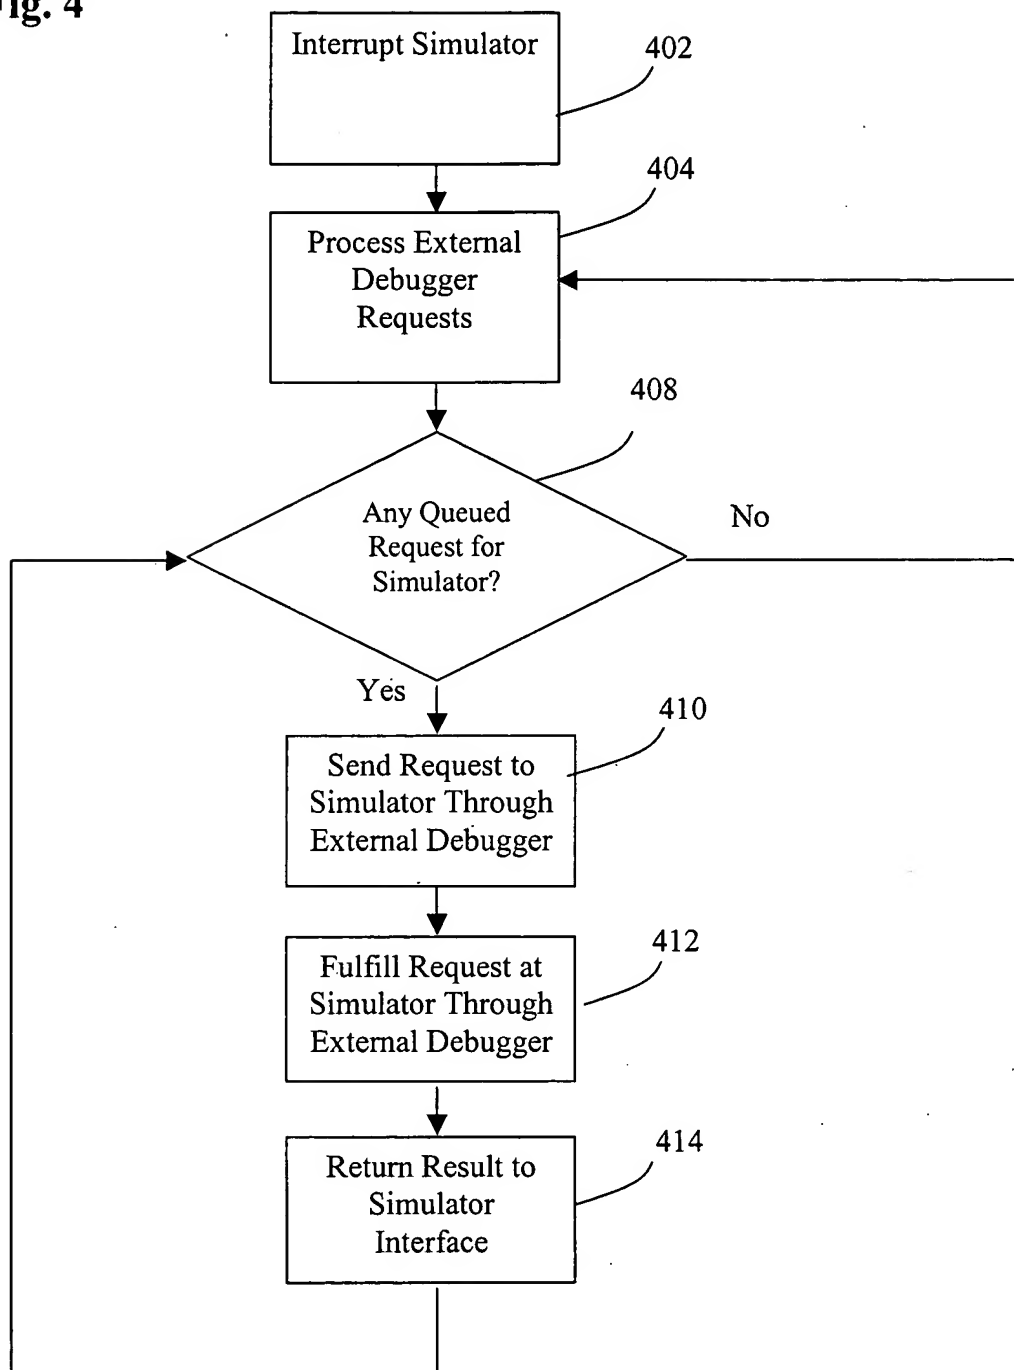 Fig. 4
Interrupt Simulator
402
404
Process External
Debugger
Requests
408
Any Queued
Request for
Simulator?
No
Yes
410
Send Request to
Simulator Through
External Debugger
412
Fulfill Request at
Simulator Through
External Debugger
414
Return Result to
Simulator
Interface